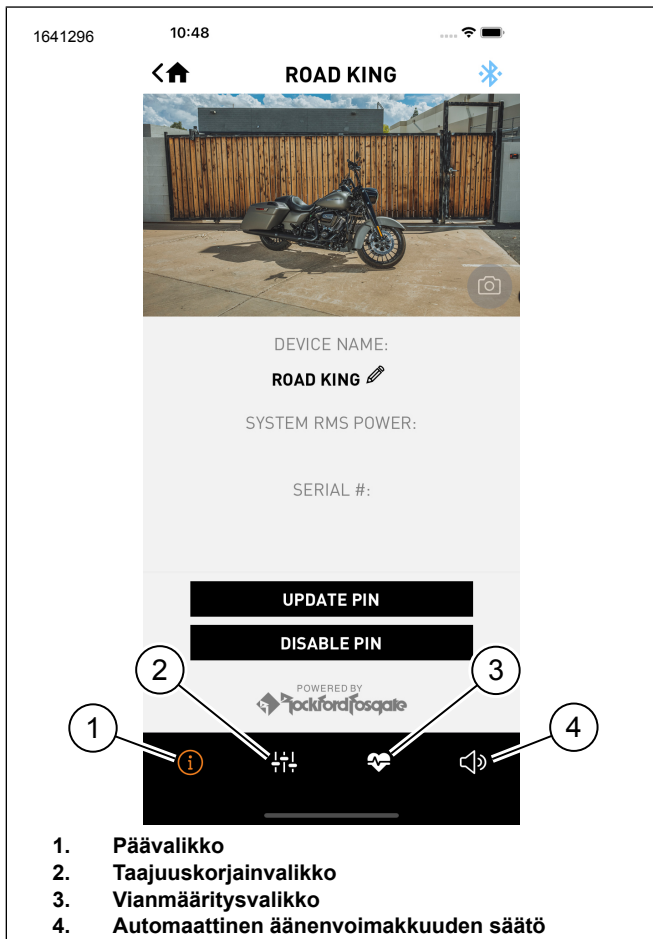 1641296
10:48
ROAD KING
DEVICE NAME:
ROAD KING
SYSTEM RMS POWER:
SERIAL #:
UPDATE PIN
DISABLE PIN
POWERED BY
Rockford Fosgate
1
2
3
4
1. Päävalikko
2. Taajuuskorjainvalikko
3. Vianmääritysvalikko
4. Automaattinen äänenvoimakkuuden säätö